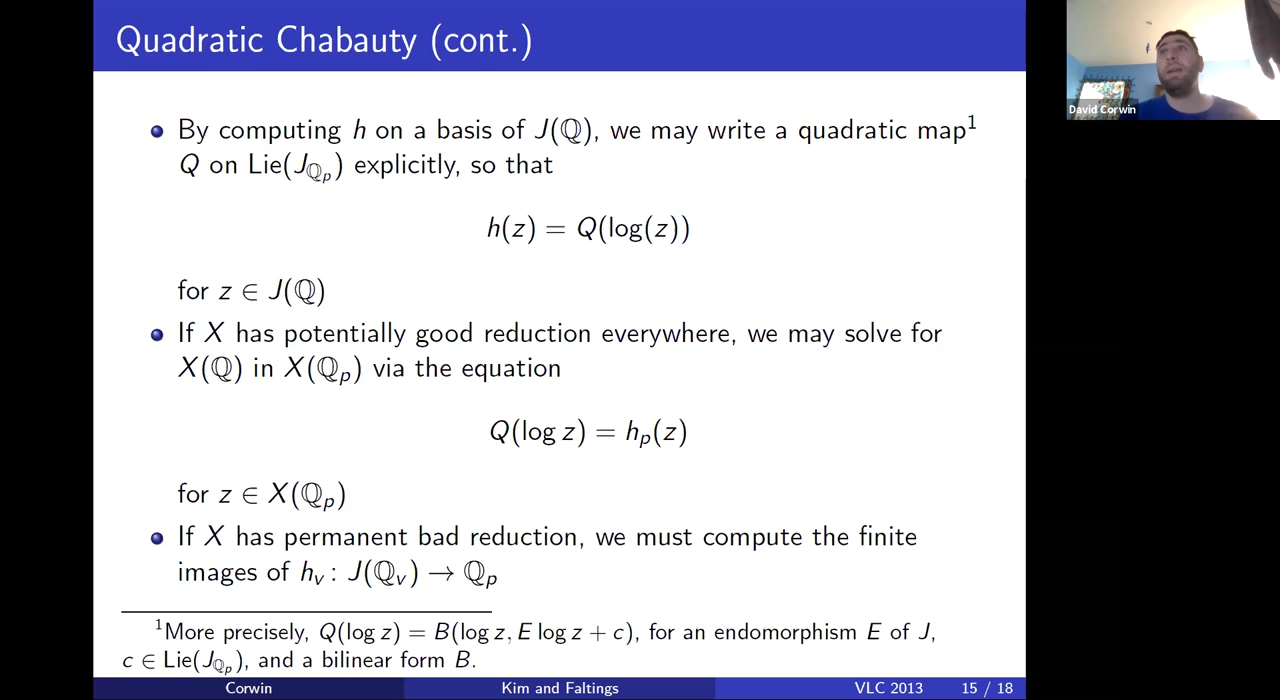 Quadratic Chabauty (cont.)
David Corwin
By computing h on a basis of J(ℚ), we may write a quadratic map¹
Q on Lie(J_{ℚ_p}) explicitly, so that
h(z) = Q(log(z))
for z ∈ J(ℚ)
If X has potentially good reduction everywhere, we may solve for
X(ℚ) in X(ℚ_p) via the equation
Q(log z) = h_p(z)
for z ∈ X(ℚ_p)
If X has permanent bad reduction, we must compute the finite
images of h_v : J(ℚ_v) → ℚ_p
¹More precisely, Q(log z) = B(log z, E log z + c), for an endomorphism E of J,
c ∈ Lie(J_{ℚ_p}), and a bilinear form B.
Corwin Kim and Faltings VLC 2013 15 / 18